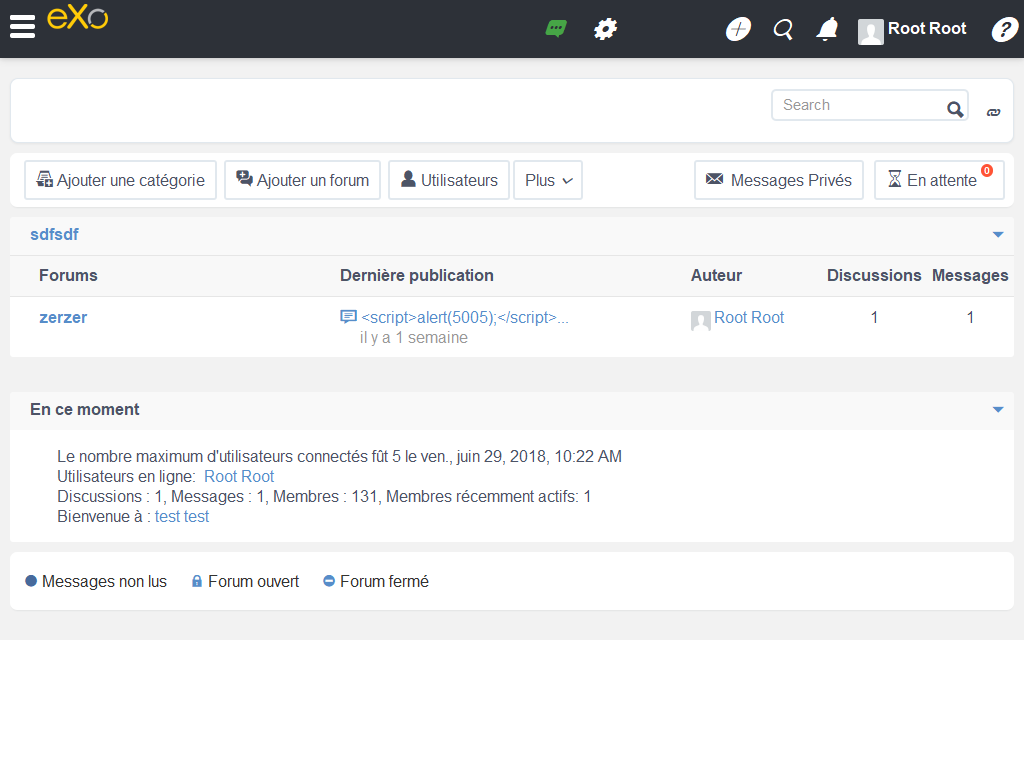 eXo
Root Root
?
Search
Ajouter une catégorie
Ajouter un forum
Utilisateurs
Plus
Messages Privés
En attente
0
sdfsdf
Forums Dernière publication Auteur Discussions Messages
zerzer <script>alert(5005);</script>... Root Root 1 1
il y a 1 semaine
En ce moment
Le nombre maximum d'utilisateurs connectés fût 5 le ven., juin 29, 2018, 10:22 AM
Utilisateurs en ligne: Root Root
Discussions : 1, Messages : 1, Membres : 131, Membres récemment actifs: 1
Bienvenue à : test test
Messages non lus Forum ouvert Forum fermé